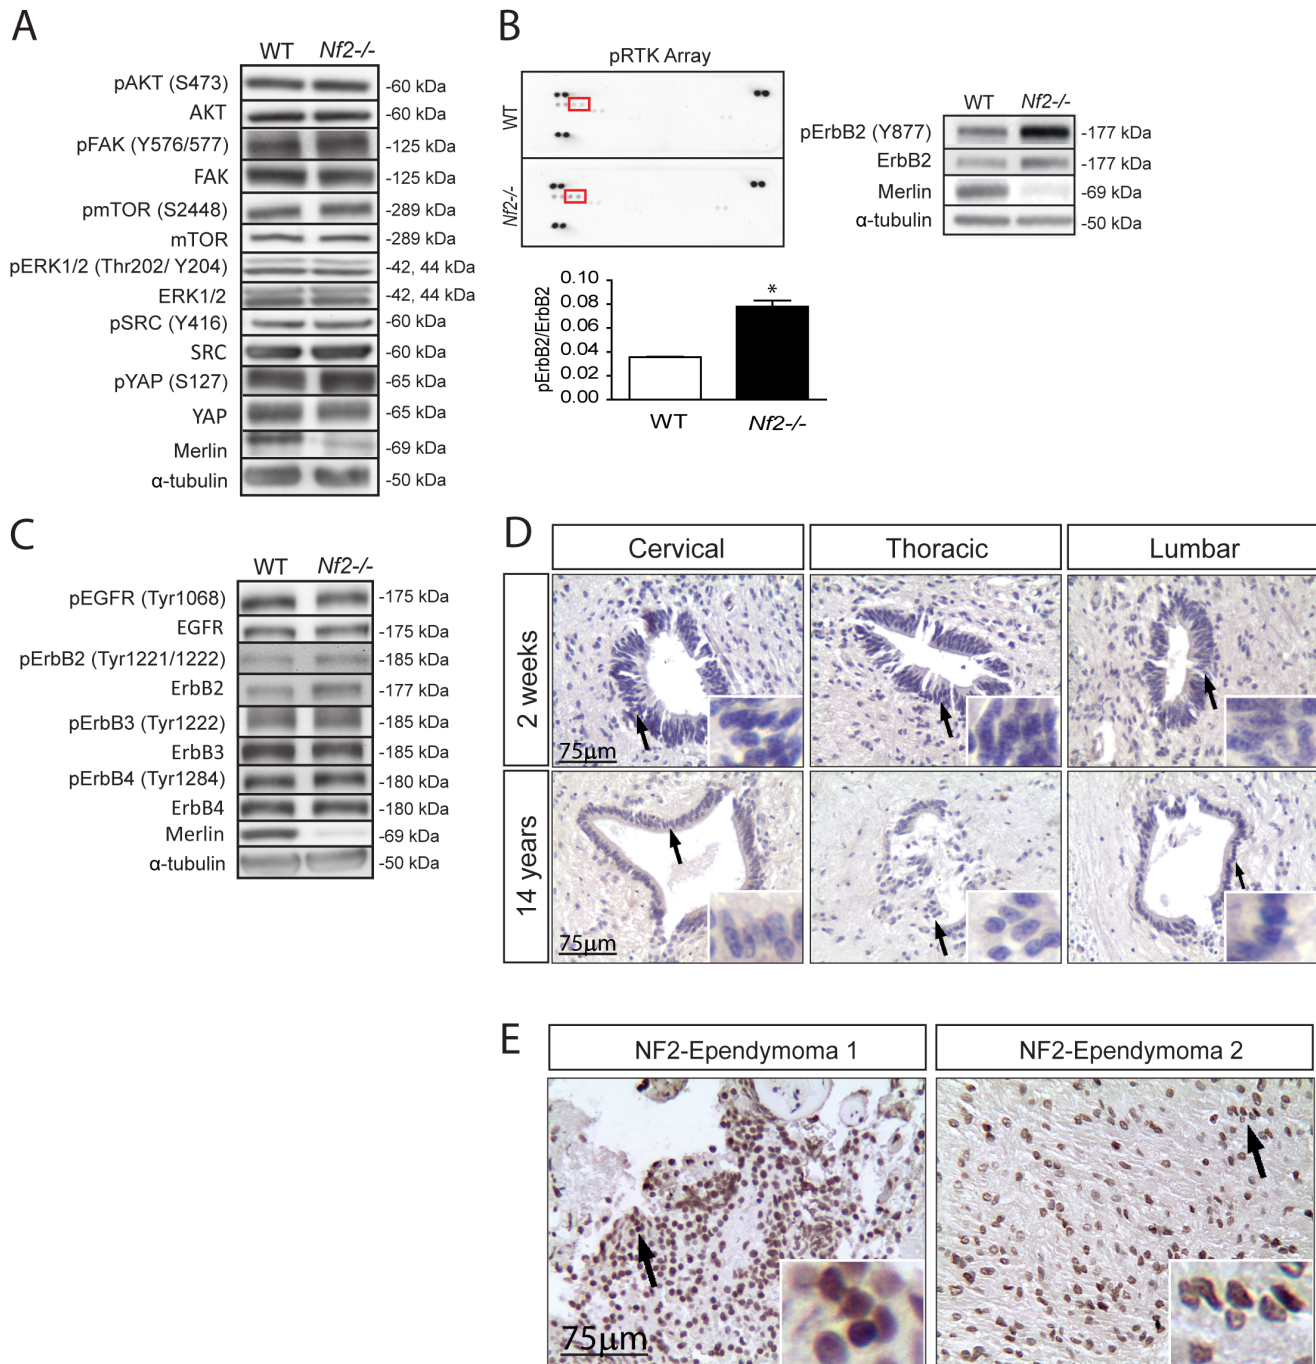 A
WT Nf2-/-
pAKT (S473) -60 kDa
AKT -60 kDa
pFAK (Y576/577) -125 kDa
FAK -125 kDa
pmTOR (S2448) -289 kDa
mTOR -289 kDa
pERK1/2 (Thr202/ Y204) -42, 44 kDa
ERK1/2 -42, 44 kDa
pSRC (Y416) -60 kDa
SRC -60 kDa
pYAP (S127) -65 kDa
YAP -65 kDa
Merlin -69 kDa
α-tubulin -50 kDa
B
pRTK Array
WT
Nf2-/-
WT Nf2-/-
pErbB2 (Y877) -177 kDa
ErbB2 -177 kDa
Merlin -69 kDa
α-tubulin -50 kDa
pErbB2/ErbB2
0.10
0.08
0.06
0.04
0.02
0.00
*
WT Nf2-/-
C
WT Nf2-/-
pEGFR (Tyr1068) -175 kDa
EGFR -175 kDa
pErbB2 (Tyr1221/1222) -185 kDa
ErbB2 -177 kDa
pErbB3 (Tyr1222) -185 kDa
ErbB3 -185 kDa
pErbB4 (Tyr1284) -180 kDa
ErbB4 -180 kDa
Merlin -69 kDa
α-tubulin -50 kDa
D
Cervical Thoracic Lumbar
2 weeks
75μm
14 years
75μm
E
NF2-Ependymoma 1 NF2-Ependymoma 2
75μm